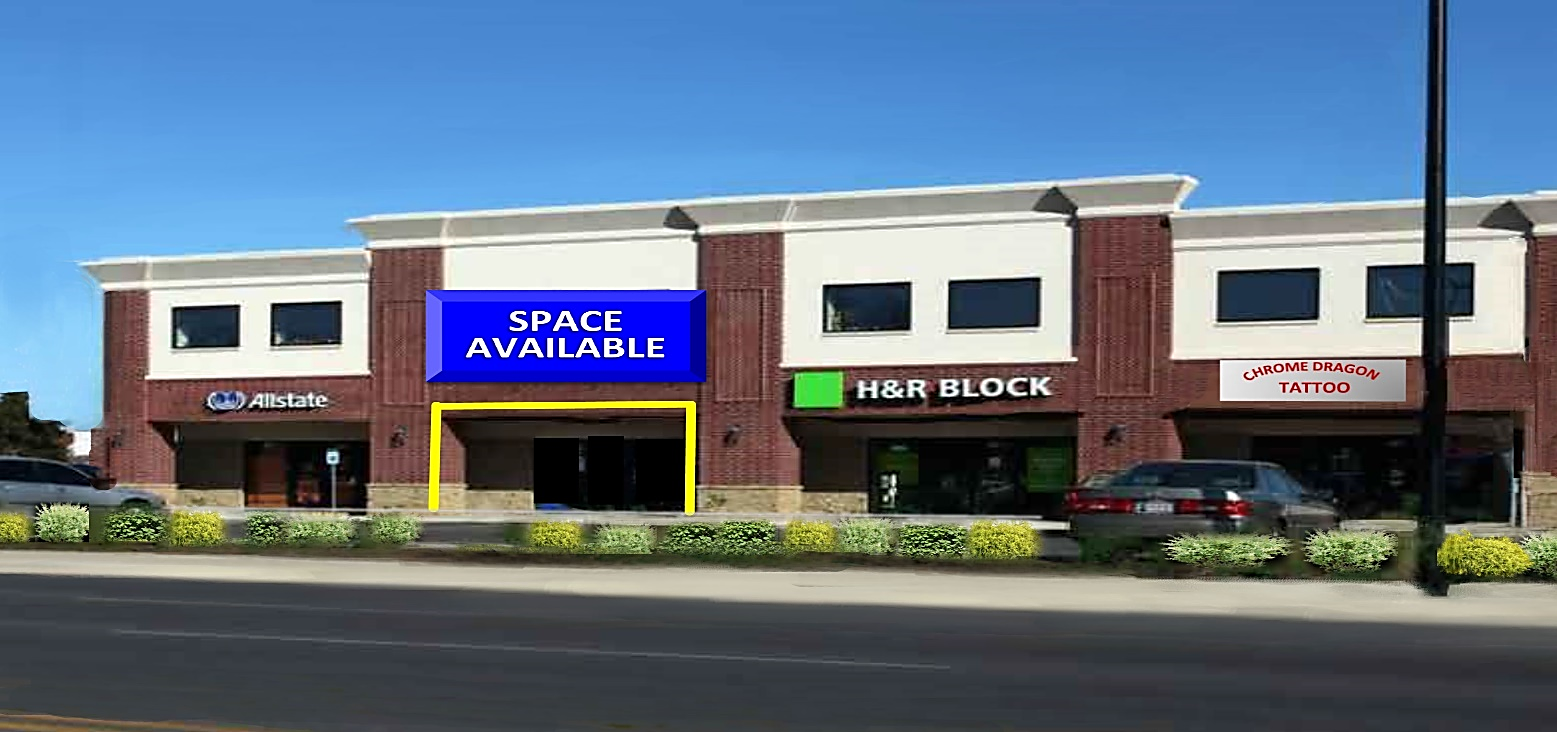 Allstate
SPACE
AVAILABLE
H&R BLOCK
CHROME DRAGON
TATTOO